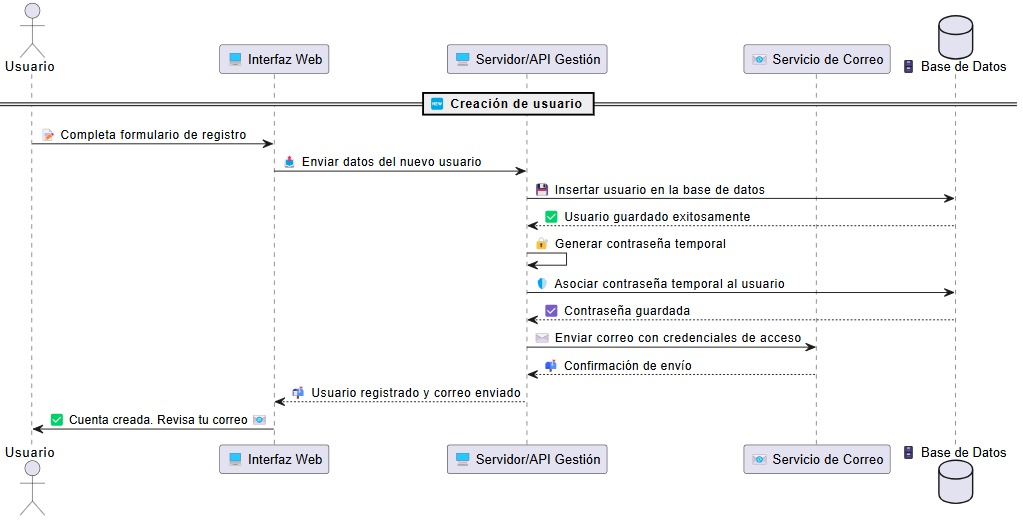 Usuario
Interfaz Web
Servidor/API Gestión
Servicio de Correo
Base de Datos
NEW Creación de usuario
Completa formulario de registro
Enviar datos del nuevo usuario
Insertar usuario en la base de datos
Usuario guardado exitosamente
Generar contraseña temporal
Asociar contraseña temporal al usuario
Contraseña guardada
Enviar correo con credenciales de acceso
Confirmación de envío
Usuario registrado y correo enviado
Cuenta creada. Revisa tu correo
Usuario
Interfaz Web
Servidor/API Gestión
Servicio de Correo
Base de Datos